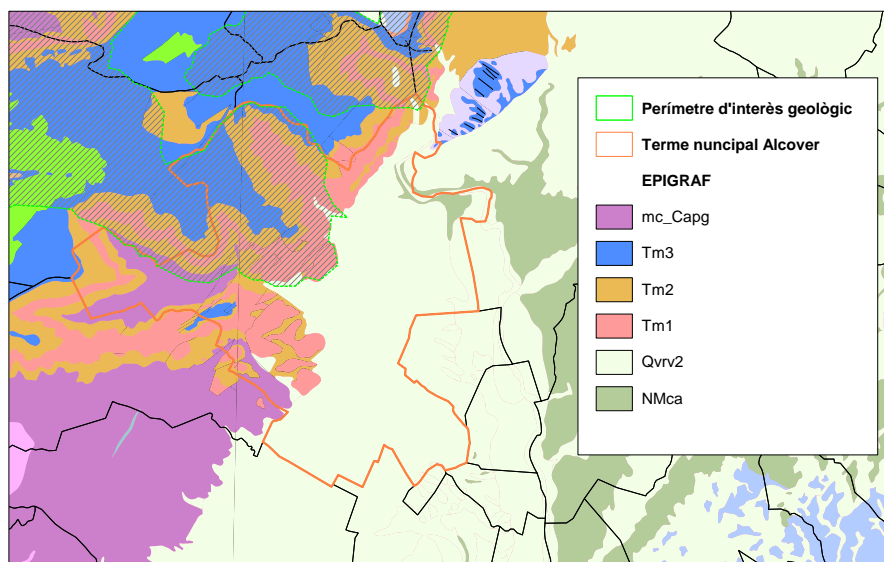 Perímetre d'interès geològic
Terme nuncipal Alcover
EPIGRAF
mc_Capg
Tm3
Tm2
Tm1
Qvrv2
NMca